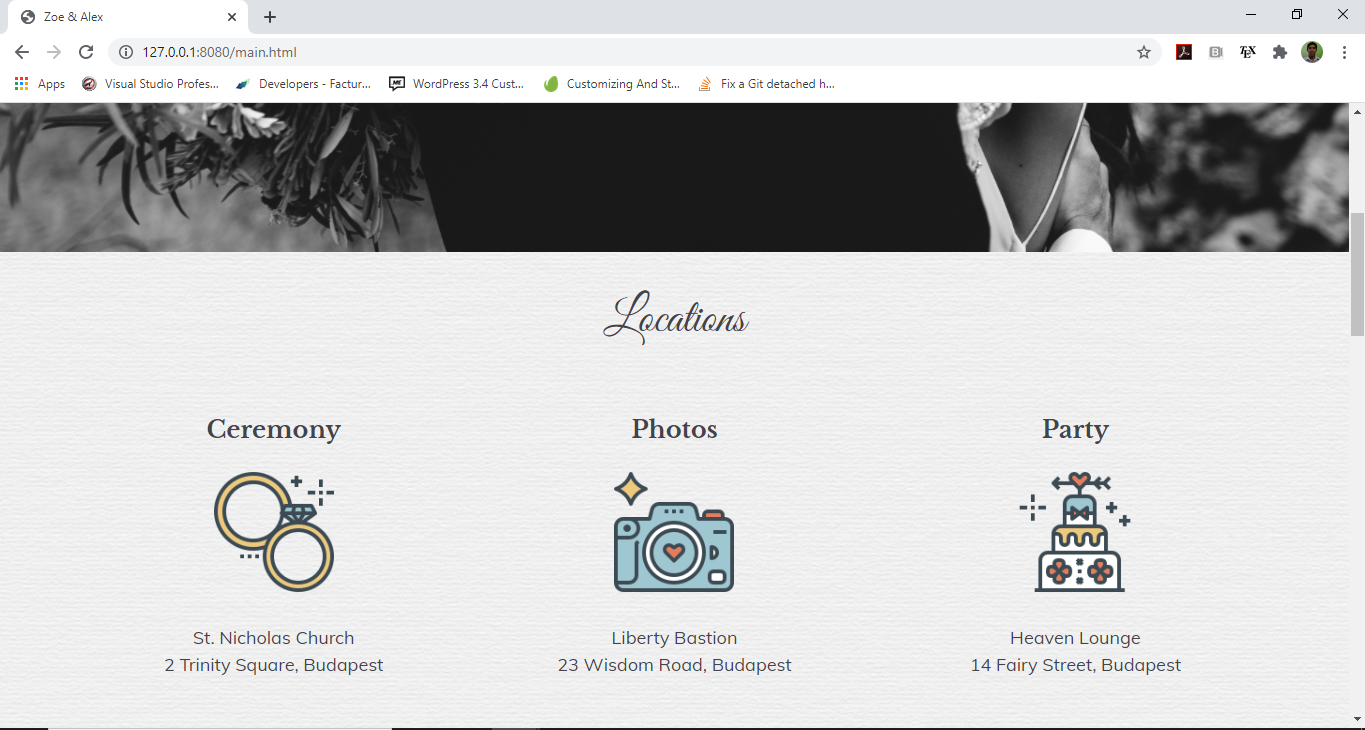 Zoe & Alex
127.0.0.1:8080/main.html
Apps
Visual Studio Profes...
Developers - Factur...
WordPress 3.4 Cust...
Customizing And St...
Fix a Git detached h...
Locations
Ceremony
Photos
Party
St. Nicholas Church
2 Trinity Square, Budapest
Liberty Bastion
23 Wisdom Road, Budapest
Heaven Lounge
14 Fairy Street, Budapest